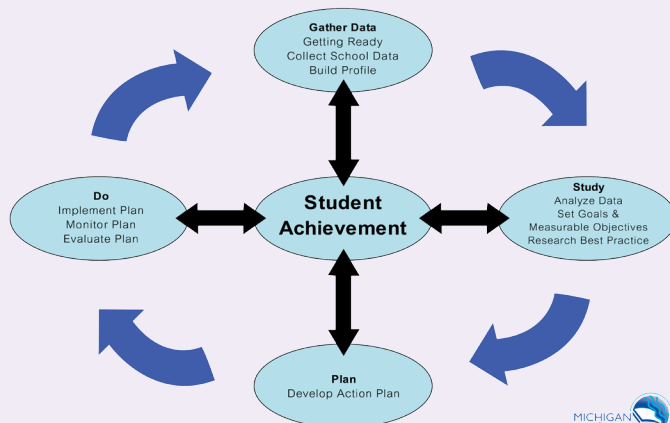 Gather Data
Getting Ready
Collect School Data
Build Profile
Do
Implement Plan
Monitor Plan
Evaluate Plan
Student
Achievement
Study
Analyze Data
Set Goals &
Measurable Objectives
Research Best Practice
Plan
Develop Action Plan
MICHIGAN